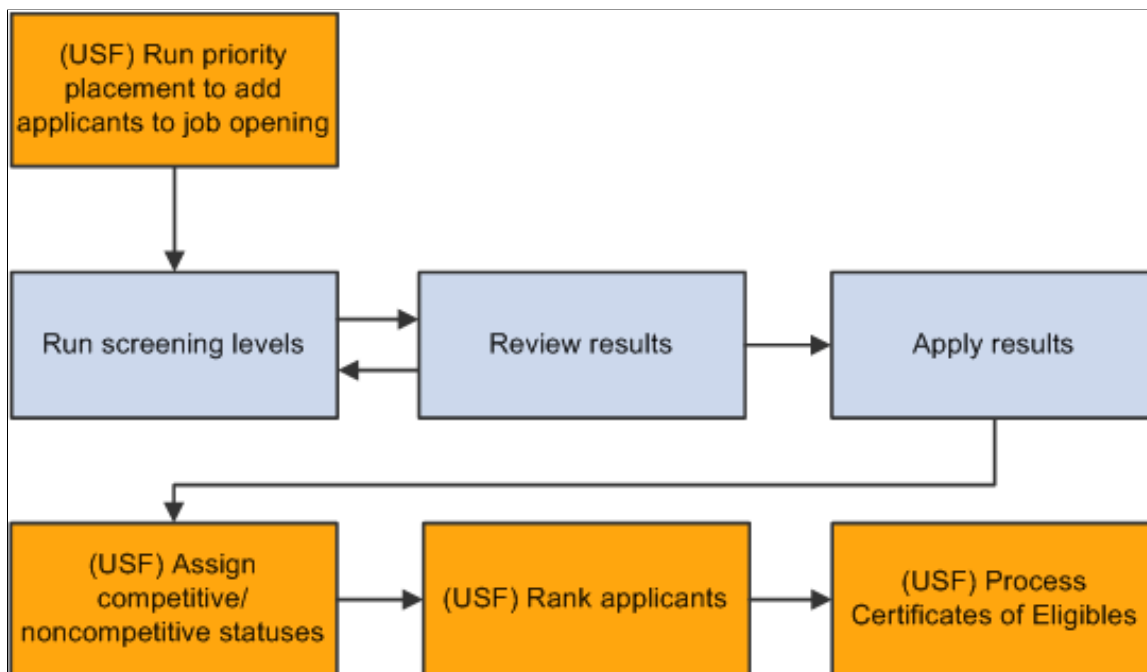 (USF) Run priority
placement to add
applicants to job opening
Run screening levels
Review results
Apply results
(USF) Assign
competitive/
noncompetitive statuses
(USF) Rank applicants
(USF) Process
Certificates of Eligibles